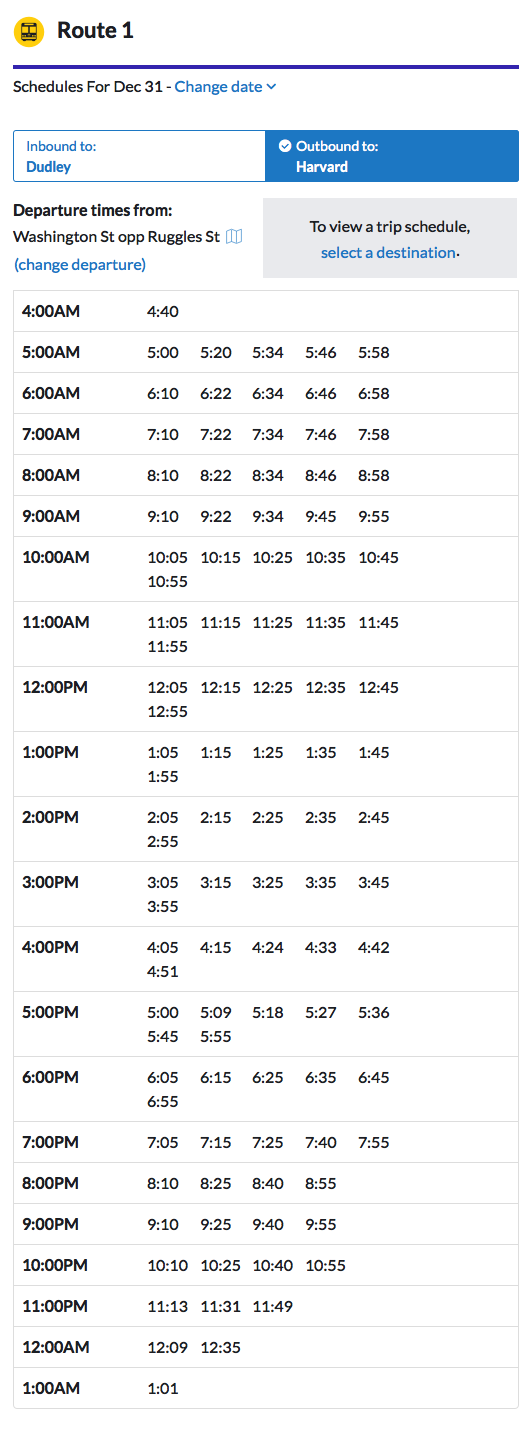 Route 1
Schedules For Dec 31 - Change date
Inbound to:
Dudley
Outbound to:
Harvard
Departure times from:
Washington St opp Ruggles St
(change departure)
To view a trip schedule,
select a destination.
4:00AM 4:40
5:00AM 5:00 5:20 5:34 5:46 5:58
6:00AM 6:10 6:22 6:34 6:46 6:58
7:00AM 7:10 7:22 7:34 7:46 7:58
8:00AM 8:10 8:22 8:34 8:46 8:58
9:00AM 9:10 9:22 9:34 9:45 9:55
10:00AM 10:05 10:15 10:25 10:35 10:45
10:55
11:00AM 11:05 11:15 11:25 11:35 11:45
11:55
12:00PM 12:05 12:15 12:25 12:35 12:45
12:55
1:00PM 1:05 1:15 1:25 1:35 1:45
1:55
2:00PM 2:05 2:15 2:25 2:35 2:45
2:55
3:00PM 3:05 3:15 3:25 3:35 3:45
3:55
4:00PM 4:05 4:15 4:24 4:33 4:42
4:51
5:00PM 5:00 5:09 5:18 5:27 5:36
5:45 5:55
6:00PM 6:05 6:15 6:25 6:35 6:45
6:55
7:00PM 7:05 7:15 7:25 7:40 7:55
8:00PM 8:10 8:25 8:40 8:55
9:00PM 9:10 9:25 9:40 9:55
10:00PM 10:10 10:25 10:40 10:55
11:00PM 11:13 11:31 11:49
12:00AM 12:09 12:35
1:00AM 1:01